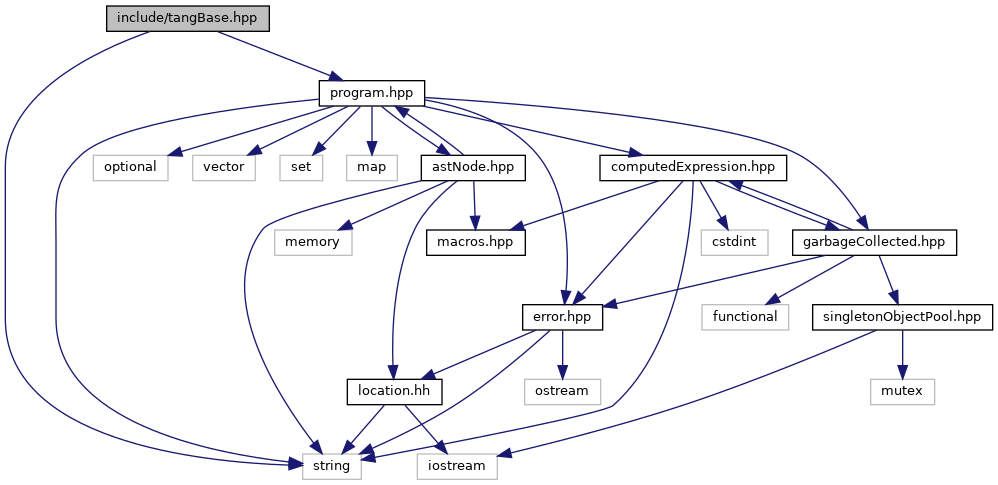 include/tangBase.hpp
program.hpp
optional
vector
set
map
astNode.hpp
computedExpression.hpp
memory
macros.hpp
cstdint
garbageCollected.hpp
error.hpp
functional
singletonObjectPool.hpp
location.hh
ostream
mutex
string
iostream